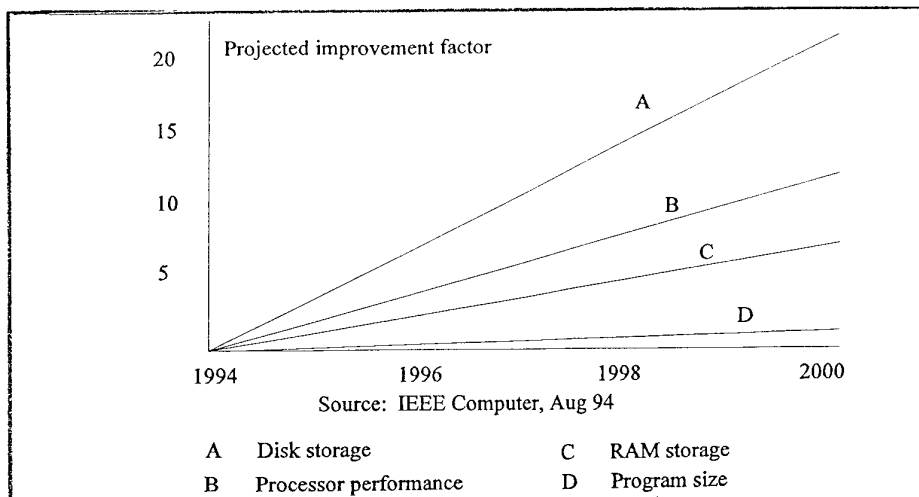 Projected improvement factor
20
15
10
5
A
B
C
D
1994 1996 1998 2000
Source: IEEE Computer, Aug 94
A Disk storage C RAM storage
B Processor performance D Program size